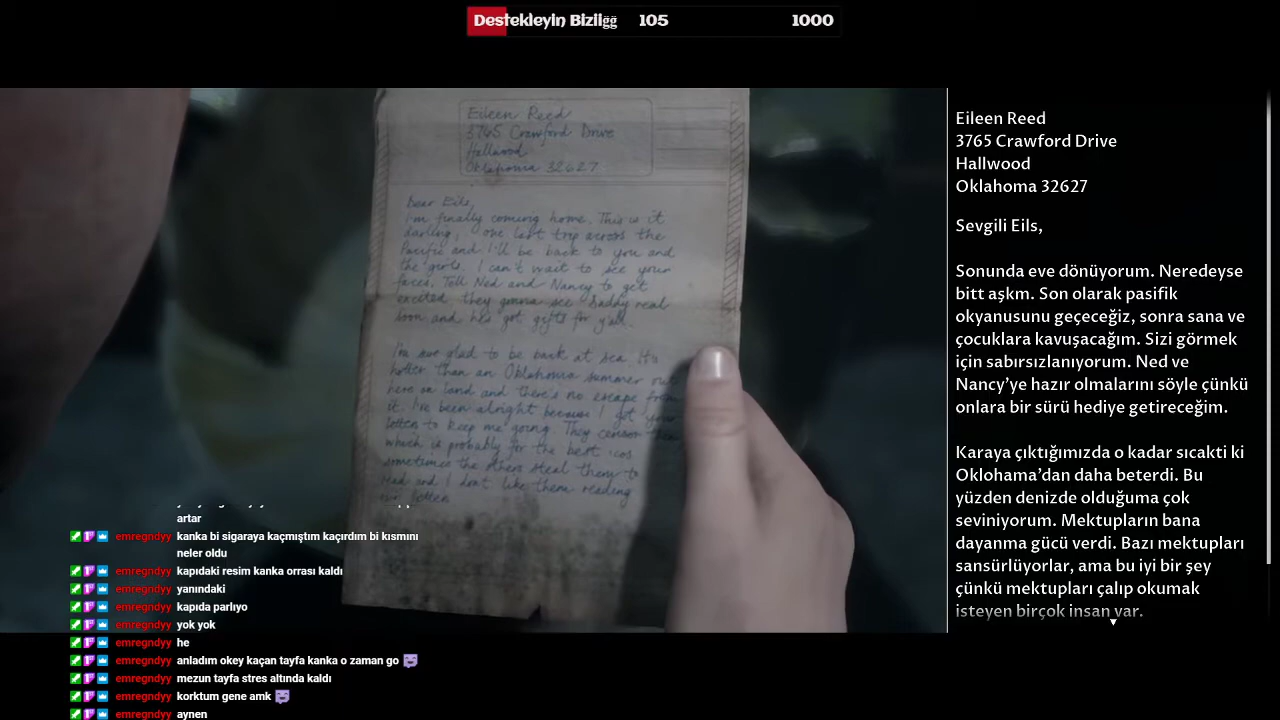 Destekleyin Biziiğğ 105 1000
Eileen Reed
3765 Crawford Drive
Hallwood
Oklahoma 32627
Dear Eils,
I'm finally coming home. This is it
darling, one last trip across the
Pacific and I'll be back to you and
the girls. I can't wait to see your
faces. Tell Ned and Nancy to get
excited, they gonna see Daddy real
soon and he's got gifts for y'all.
I'm sure glad to be back at sea. It's
hotter than an Oklahoma summer out
here on land and there's no escape from
it. I've been alright because I got your
letters to keep me going. They censor them
which is probably for the best 'cos
sometimes the others steal them to
read and I don't like them reading
our letters
Eileen Reed
3765 Crawford Drive
Hallwood
Oklahoma 32627
Sevgili Eils,
Sonunda eve dönüyorum. Neredeyse
bitt aşkm. Son olarak pasifik
okyanusunu geçeceğiz, sonra sana ve
çocuklara kavuşacağım. Sizi görmek
için sabırsızlanıyorum. Ned ve
Nancy'ye hazır olmalarını söyle çünkü
onlara bir sürü hediye getireceğim.
Karaya çıktığımızda o kadar sıcakti ki
Oklohama'dan daha beterdi. Bu
yüzden denizde olduğuma çok
seviniyorum. Mektupların bana
dayanma gücü verdi. Bazı mektupları
sansürlüyorlar, ama bu iyi bir şey
çünkü mektupları çalıp okumak
isteyen birçok insan var.
artar
emregndyy kanka bi sigaraya kaçmıştım kaçırdım bi kısmını
neler oldu
emregndyy kapıdaki resim kanka orrası kaldı
emregndyy yanındaki
emregndyy kapıda parlıyo
emregndyy yok yok
emregndyy he
emregndyy anladım okey kaçan tayfa kanka o zaman go
emregndyy mezun tayfa stres altında kaldı
emregndyy korktum gene amk
emregndyy aynen